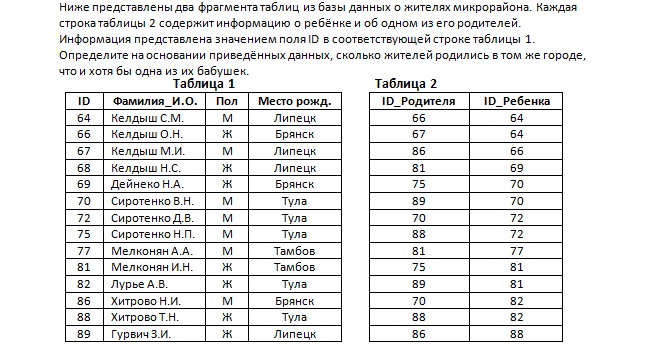 Ниже представлены два фрагмента таблиц из базы данных о жителях микрорайона. Каждая
строка таблицы 2 содержит информацию о ребёнке и об одном из его родителей.
Информация представлена значением поля ID в соответствующей строке таблицы 1.
Определите на основании приведённых данных, сколько жителей родились в том же городе,
что и хотя бы одна из их бабушек.
Таблица 1 Таблица 2
ID Фамилия_И.О. Пол Место рожд. ID_Родителя ID_Ребенка
64 Келдыш С.М. М Липецк 66 64
66 Келдыш О.Н. Ж Брянск 67 64
67 Келдыш М.И. М Липецк 86 66
68 Келдыш Н.С. Ж Липецк 81 69
69 Дейнеко Н.А. Ж Брянск 75 70
70 Сиротенко В.Н. М Тула 89 70
72 Сиротенко Д.В. М Тула 70 72
75 Сиротенко Н.П. М Тула 88 72
77 Мелконян А.А. М Тамбов 81 77
81 Мелконян И.Н. Ж Тамбов 75 81
82 Лурье А.В. Ж Тула 89 81
86 Хитрово Н.И. М Брянск 70 82
88 Хитрово Т.Н. Ж Тула 88 82
89 Гурвич З.И. Ж Липецк 86 88